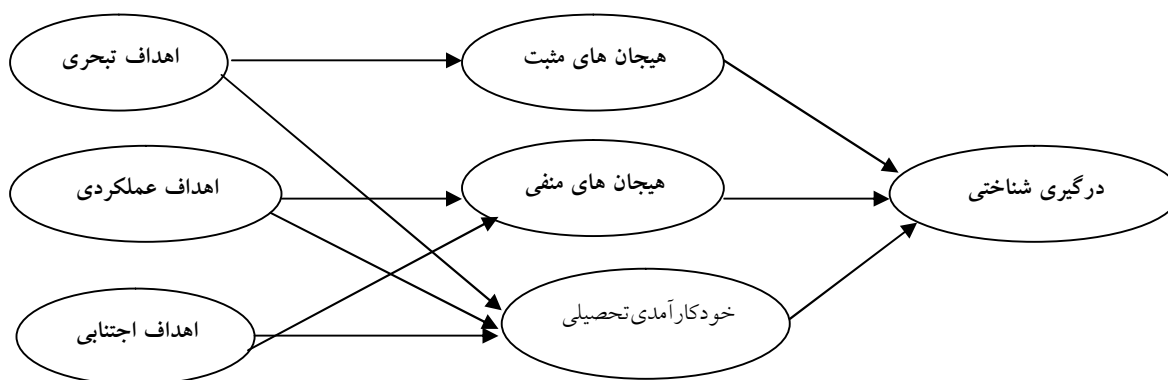 اهداف تبحری
هیجان های مثبت
اهداف عملکردی
هیجان های منفی
درگیری شناختی
اهداف اجتنابی
خودکارآمدی تحصیلی